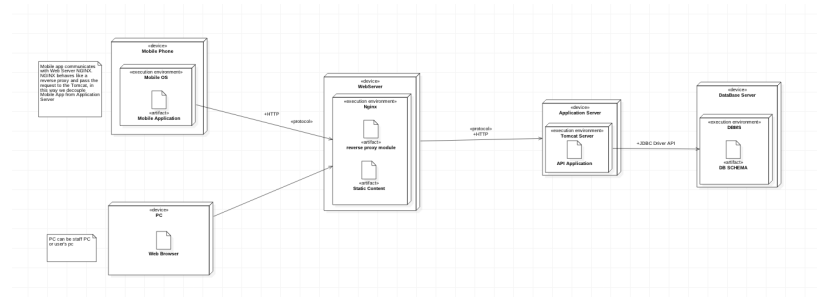 Mobile app communicates
with Web Server NGINX.
NGINX behaves like a
reverse proxy and pass the
request to the Tomcat, in
this way we decouple
Mobile App from Application
Server
«device»
Mobile Phone
«execution environment»
Mobile OS
«artifact»
Mobile Application
+HTTP
«protocol»
«device»
WebServer
«execution environment»
Nginx
«artifact»
reverse proxy module
«artifact»
Static Content
«protocol»
+HTTP
«device»
Application Server
«execution environment»
Tomcat Server
API Application
+JDBC Driver API
«device»
DataBase Server
«execution environment»
DBMS
«artifact»
DB SCHEMA
PC can be staff PC
or user's pc
«device»
PC
Web Browser